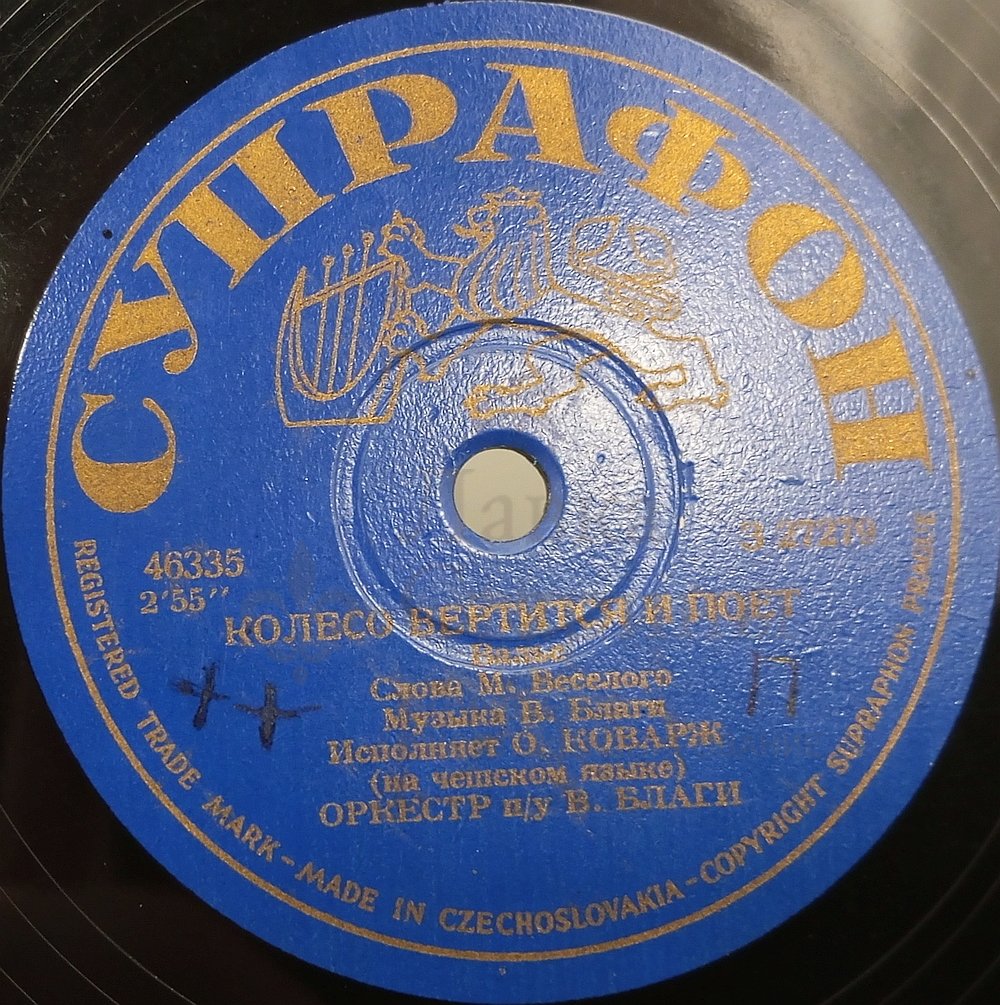 СУПРАФОН
46335
2'55"
З 27279
КОЛЕСО ВЕРТИТСЯ И ПОЕТ
Вальс
Слова М. Веселого
Музыка В. Благи
Исполняет О. КОВАРЖ
(на чешском языке)
ОРКЕСТР п/у В. БЛАГИ
REGISTERED TRADE MARK – MADE IN CZECHOSLOVAKIA – COPYRIGHT SUPRAPHON PRAGUE